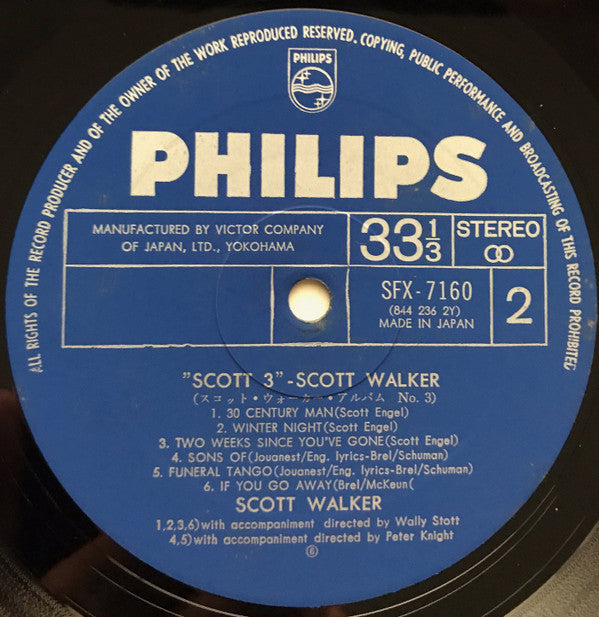 ALL RIGHTS OF THE RECORD PRODUCER AND OF THE OWNER OF THE WORK REPRODUCED RESERVED. COPYING, PUBLIC PERFORMANCE AND BROADCASTING OF THIS RECORD PROHIBITED
PHILIPS
PHILIPS
MANUFACTURED BY VICTOR COMPANY
OF JAPAN, LTD., YOKOHAMA
33 1/3
STEREO
SFX-7160
(844 236 2Y)
MADE IN JAPAN
2
"SCOTT 3"-SCOTT WALKER
(スコット・ウォーカー・アルバム No. 3)
1. 30 CENTURY MAN(Scott Engel)
2. WINTER NIGHT(Scott Engel)
3. TWO WEEKS SINCE YOU'VE GONE(Scott Engel)
4. SONS OF(Jouanest/Eng. lyrics-Brel/Schuman)
5. FUNERAL TANGO(Jouanest/Eng. lyrics-Brel/Schuman)
6. IF YOU GO AWAY(Brel/McKeun(
SCOTT WALKER
1,2,3,6)with accompaniment directed by Wally Stott
4,5)with accompaniment directed by Peter Knight
⑥